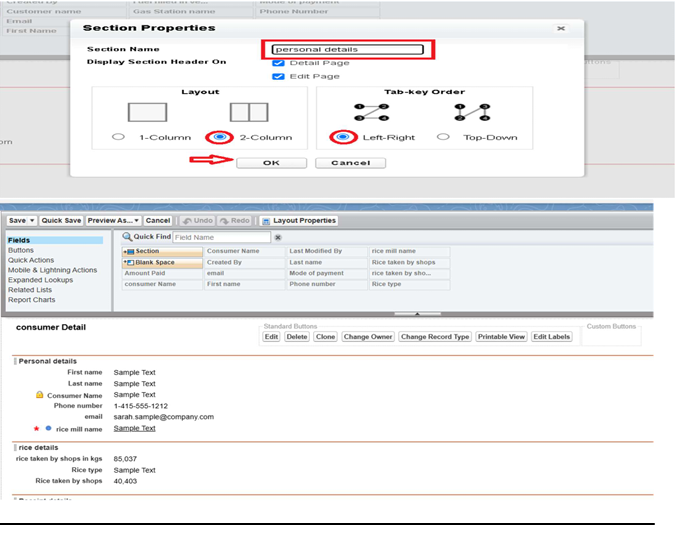 Created By Fuel filled in ve... Mode of payment
Customer name Gas Station name Phone Number
Email
First Name
Section Properties
Section Name personal details
Display Section Header On Detail Page
Edit Page
Layout Tab-key Order
1-Column 2-Column Left-Right Top-Down
OK Cancel
ttons
om
Save Quick Save Preview As... Cancel Undo Redo Layout Properties
Fields
Buttons
Quick Actions
Mobile & Lightning Actions
Expanded Lookups
Related Lists
Report Charts
Quick Find Field Name
Section Consumer Name Last Modified By rice mill name
Blank Space Created By Last name Rice taken by shops
Amount Paid email Mode of payment rice taken by sho...
consumer Name First name Phone number Rice type
consumer Detail
Standard Buttons
Edit Delete Clone Change Owner Change Record Type Printable View Edit Labels
Custom Buttons
Personal details
First name Sample Text
Last name Sample Text
Consumer Name Sample Text
Phone number 1-415-555-1212
email sarah.sample@company.com
* rice mill name Sample Text
rice details
rice taken by shops in kgs 85,037
Rice type Sample Text
Rice taken by shops 40,403